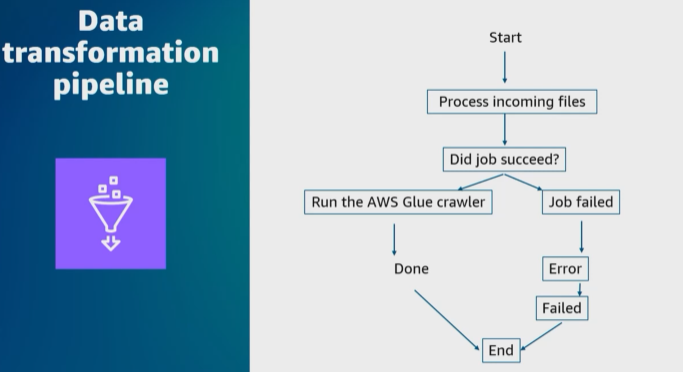 Data
transformation
pipeline
Start
Process incoming files
Did job succeed?
Run the AWS Glue crawler
Job failed
Done
Error
Failed
End